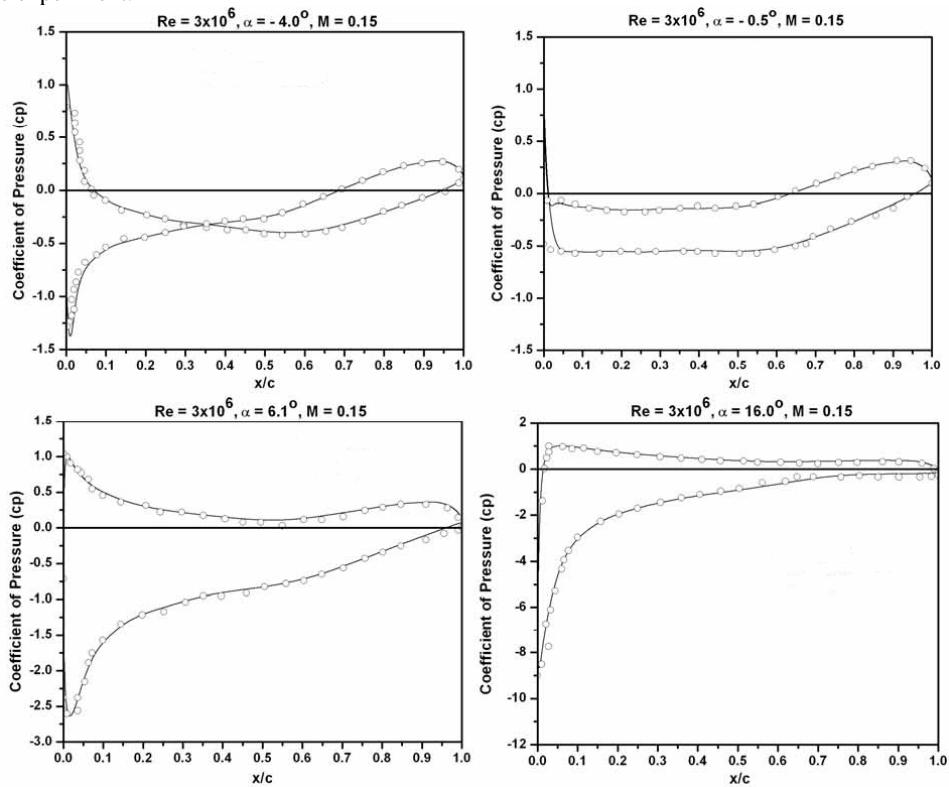 Re = 3x10⁶, α = - 4.0°, M = 0.15
Coefficient of Pressure (cp)
1.5
1.0
0.5
0.0
-0.5
-1.0
-1.5
0.0 0.1 0.2 0.3 0.4 0.5 0.6 0.7 0.8 0.9 1.0
x/c
Re = 3x10⁶, α = - 0.5°, M = 0.15
Coefficient of Pressure (cp)
1.5
1.0
0.5
0.0
-0.5
-1.0
-1.5
0.0 0.1 0.2 0.3 0.4 0.5 0.6 0.7 0.8 0.9 1.0
x/c
Re = 3x10⁶, α = 6.1°, M = 0.15
Coefficient of Pressure (cp)
1.5
1.0
0.5
0.0
-0.5
-1.0
-1.5
-2.0
-2.5
-3.0
0.0 0.1 0.2 0.3 0.4 0.5 0.6 0.7 0.8 0.9 1.0
x/c
Re = 3x10⁶, α = 16.0°, M = 0.15
Coefficient of Pressure (cp)
2
0
-2
-4
-6
-8
-10
-12
0.0 0.1 0.2 0.3 0.4 0.5 0.6 0.7 0.8 0.9 1.0
x/c